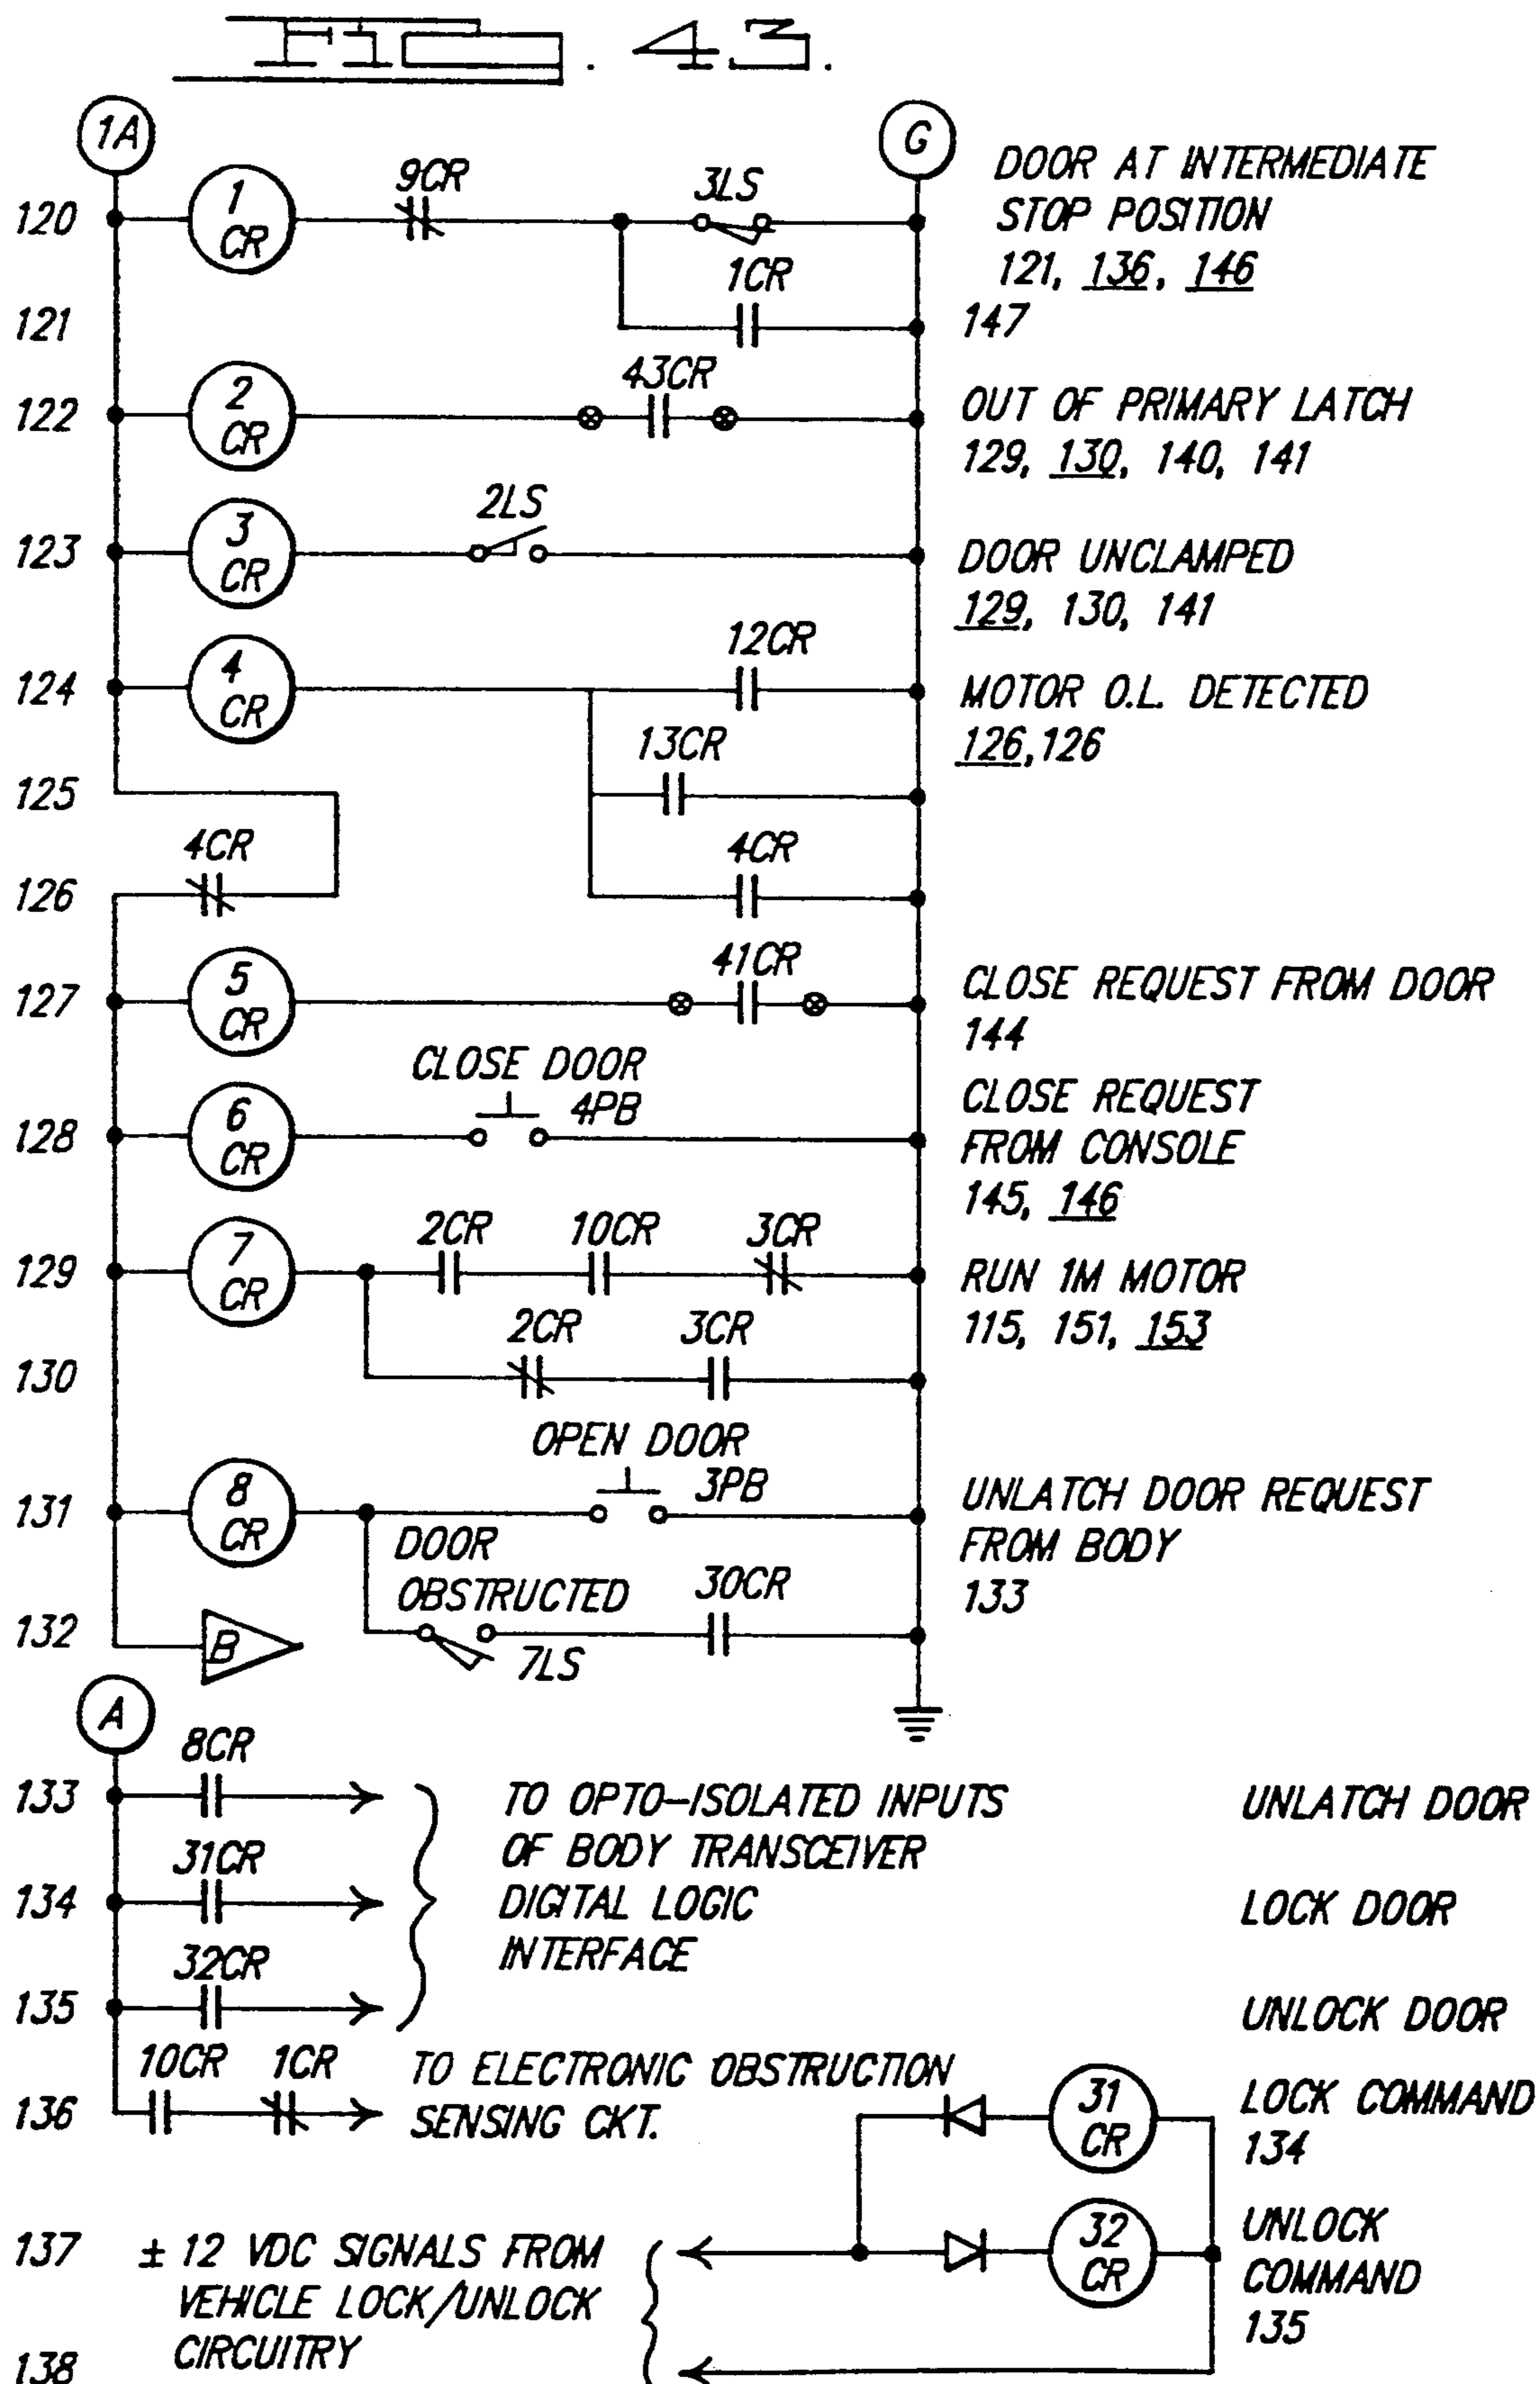 FIG. 43.
1A
G
120
1
CR
9CR
3LS
DOOR AT INTERMEDIATE
STOP POSITION
121, 136, 146
121
1CR
147
122
2
CR
43CR
OUT OF PRIMARY LATCH
129, 130, 140, 141
123
3
CR
2LS
DOOR UNCLAMPED
129, 130, 141
124
4
CR
12CR
MOTOR O.L. DETECTED
126,126
125
13CR
126
4CR
4CR
127
5
CR
41CR
CLOSE REQUEST FROM DOOR
144
128
6
CR
CLOSE DOOR
4PB
CLOSE REQUEST
FROM CONSOLE
145, 146
129
7
CR
2CR
10CR
3CR
RUN 1M MOTOR
115, 151, 153
130
2CR
3CR
131
8
CR
OPEN DOOR
3PB
UNLATCH DOOR REQUEST
FROM BODY
133
132
B
DOOR
OBSTRUCTED
7LS
30CR
A
133
8CR
TO OPTO-ISOLATED INPUTS
OF BODY TRANSCEIVER
DIGITAL LOGIC
INTERFACE
UNLATCH DOOR
134
31CR
LOCK DOOR
135
32CR
UNLOCK DOOR
136
10CR
1CR
TO ELECTRONIC OBSTRUCTION
SENSING CKT.
31
CR
LOCK COMMAND
134
137
± 12 VDC SIGNALS FROM
VEHICLE LOCK/UNLOCK
CIRCUITRY
32
CR
UNLOCK
COMMAND
135
138